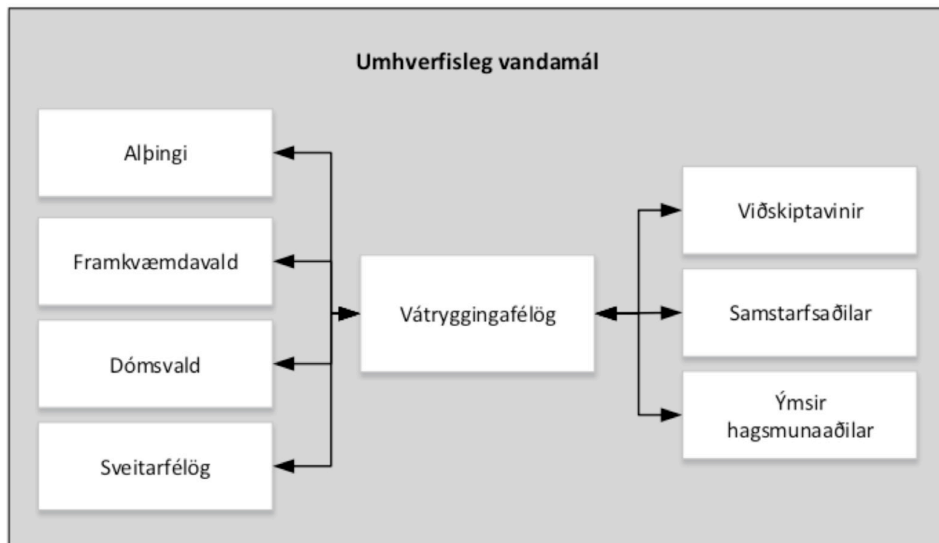 Umhverfisleg vandamál
Alþingi
Framkvæmdavald
Dómsvald
Sveitarfélög
Vátryggingafélög
Viðskiptavinir
Samstarfsaðilar
Ýmsir
hagsmunaaðilar